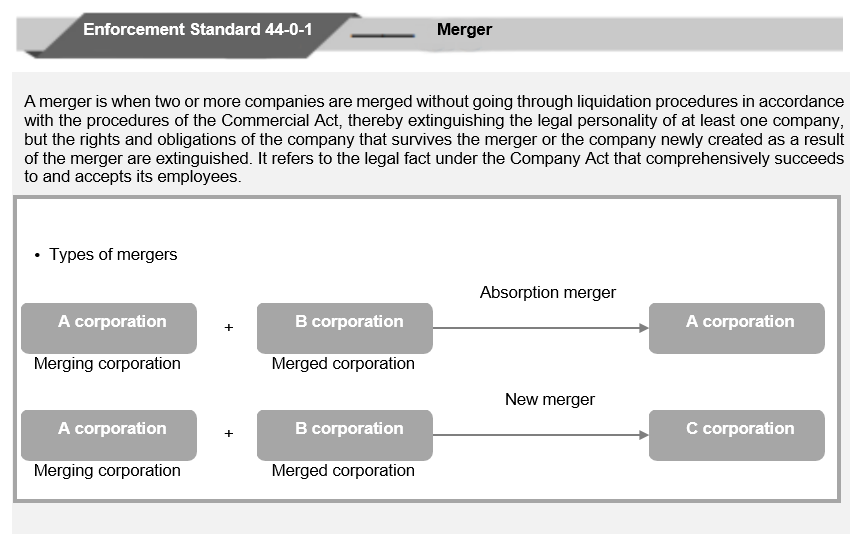 Enforcement Standard 44-0-1
Merger
A merger is when two or more companies are merged without going through liquidation procedures in accordance
with the procedures of the Commercial Act, thereby extinguishing the legal personality of at least one company,
but the rights and obligations of the company that survives the merger or the company newly created as a result
of the merger are extinguished. It refers to the legal fact under the Company Act that comprehensively succeeds
to and accepts its employees.
• Types of mergers
Absorption merger
A corporation + B corporation A corporation
Merging corporation Merged corporation
New merger
A corporation + B corporation C corporation
Merging corporation Merged corporation